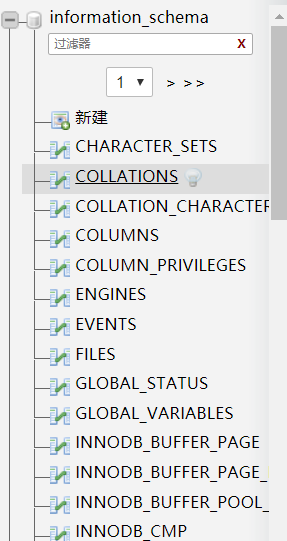 information_schema
过滤器 X
1 > >>
新建
CHARACTER_SETS
COLLATIONS
COLLATION_CHARACTER
COLUMNS
COLUMN_PRIVILEGES
ENGINES
EVENTS
FILES
GLOBAL_STATUS
GLOBAL_VARIABLES
INNODB_BUFFER_PAGE
INNODB_BUFFER_PAGE_
INNODB_BUFFER_POOL_
INNODB_CMP